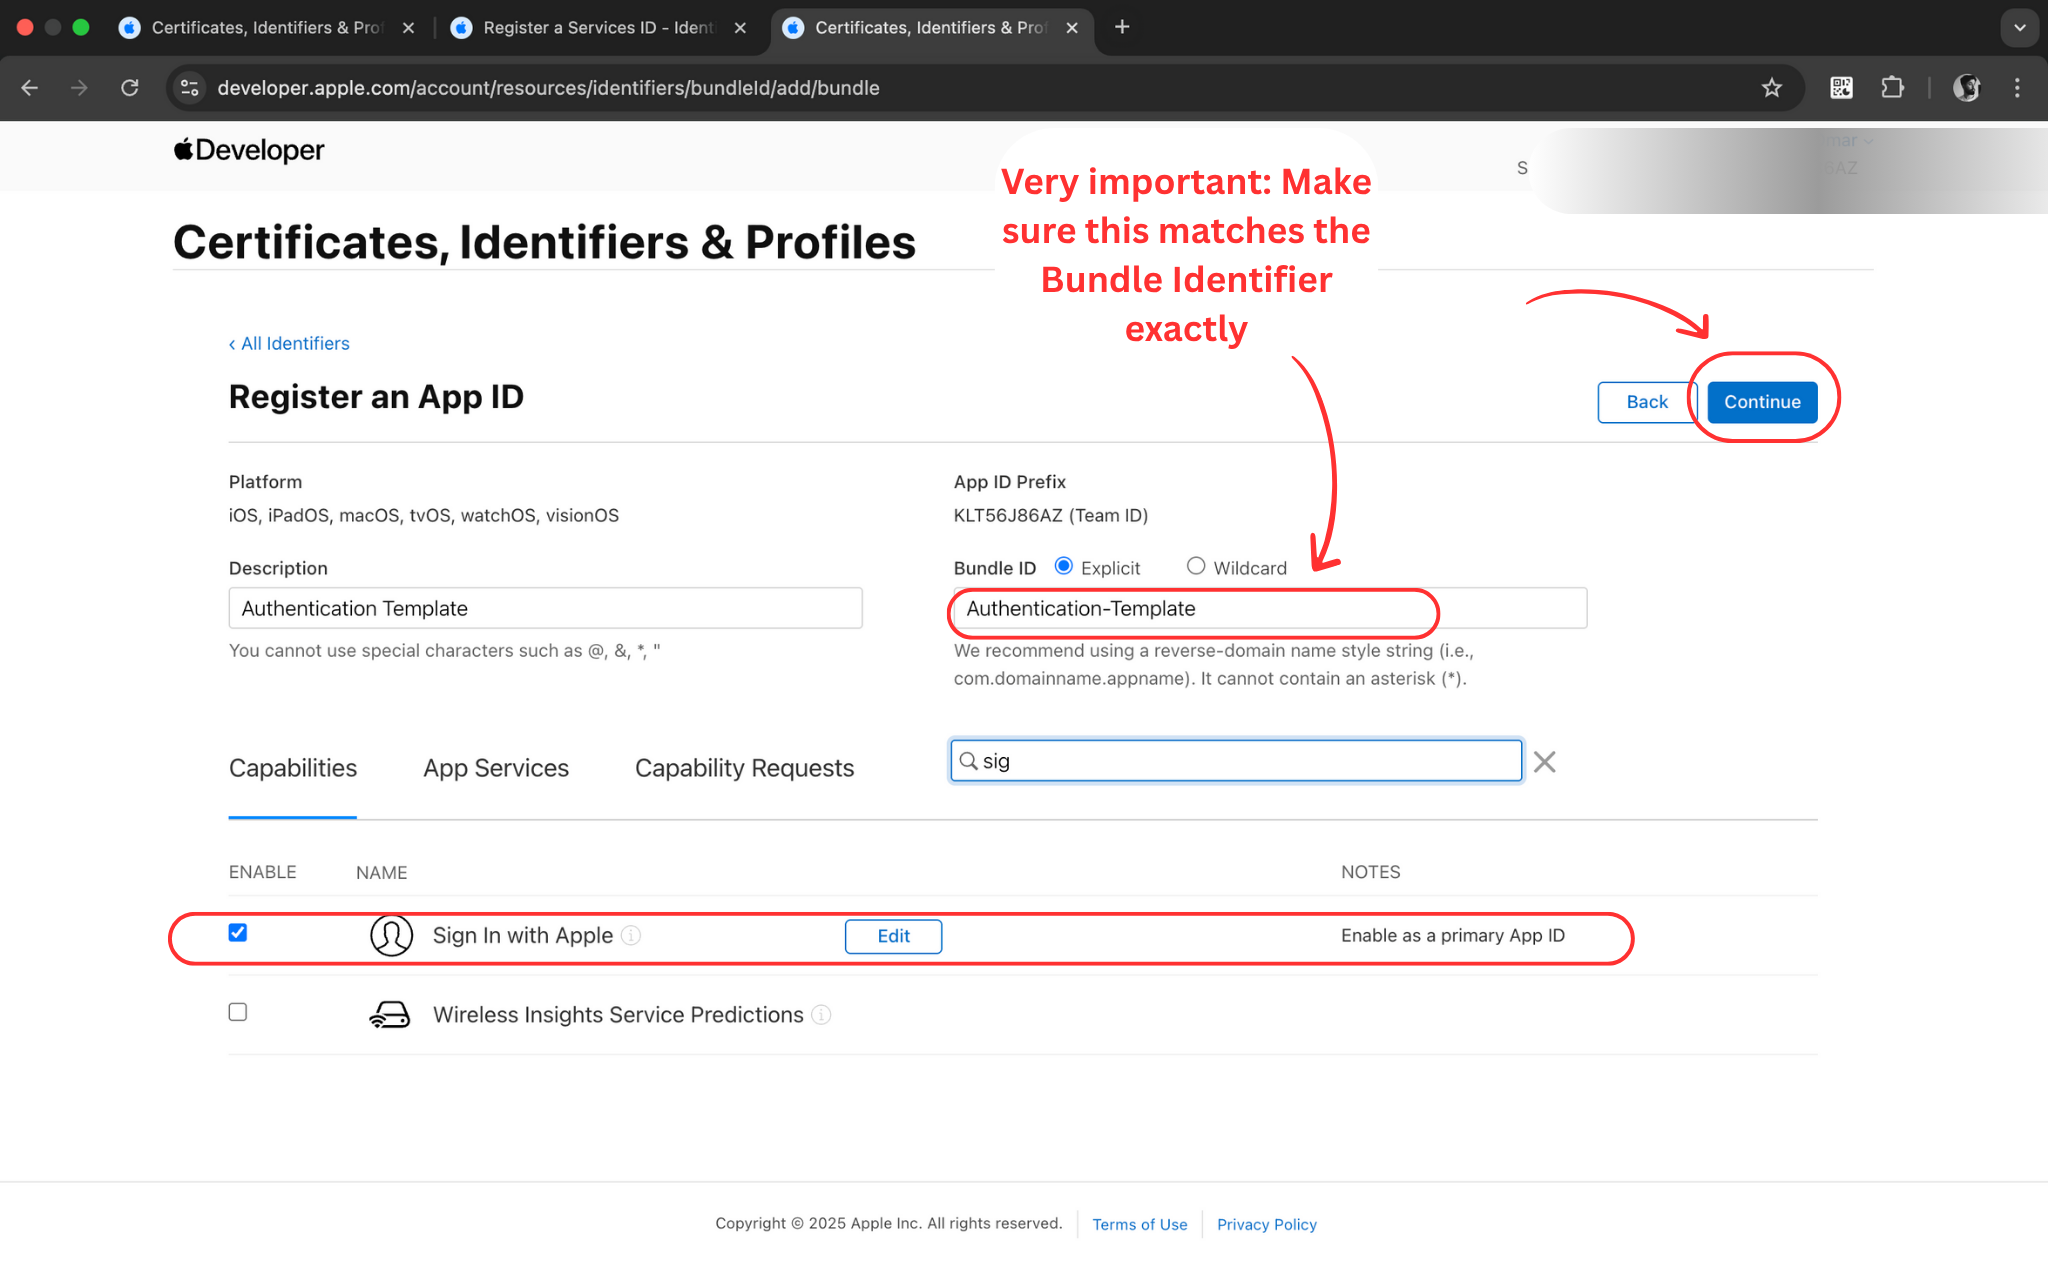 Certificates, Identifiers & Prof
Register a Services ID - Ident
Certificates, Identifiers & Prof
developer.apple.com/account/resources/identifiers/bundleId/add/bundle
Developer
S
Very important: Make
sure this matches the
Bundle Identifier
exactly
Certificates, Identifiers & Profiles
‹ All Identifiers
Register an App ID
Back
Continue
Platform
iOS, iPadOS, macOS, tvOS, watchOS, visionOS
App ID Prefix
KLT56J86AZ (Team ID)
Description
Authentication Template
You cannot use special characters such as @, &, *, "
Bundle ID Explicit Wildcard
Authentication-Template
We recommend using a reverse-domain name style string (i.e.,
com.domainname.appname). It cannot contain an asterisk (*).
Capabilities App Services Capability Requests
sig
ENABLE NAME NOTES
Sign In with Apple Edit Enable as a primary App ID
Wireless Insights Service Predictions
Copyright © 2025 Apple Inc. All rights reserved. Terms of Use Privacy Policy